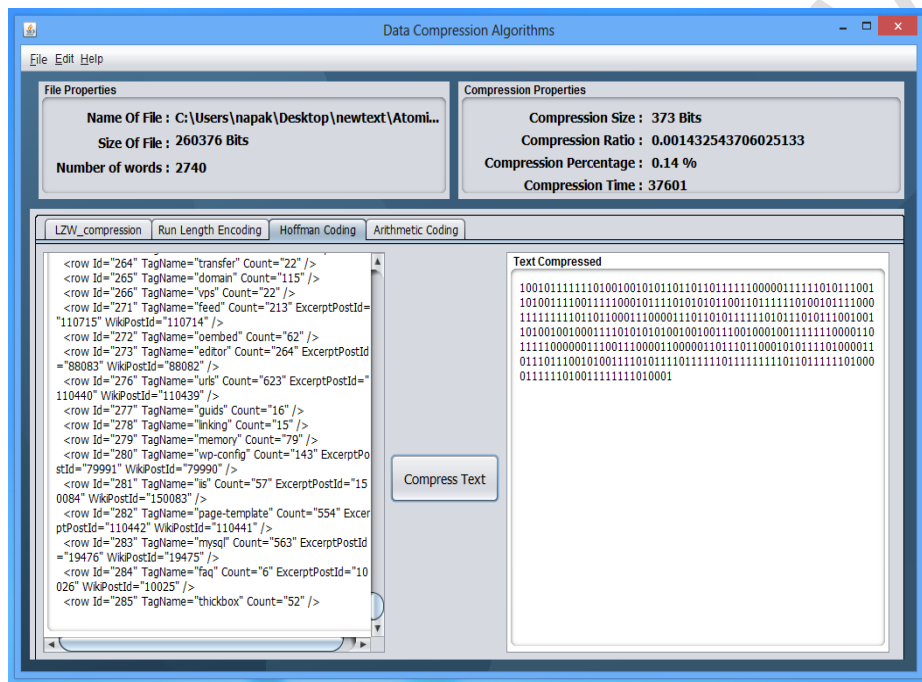 Data Compression Algorithms
File Edit Help
File Properties
Name Of File : C:\Users\napak\Desktop\newtext\Atomi...
Size Of File : 260376 Bits
Number of words : 2740
Compression Properties
Compression Size : 373 Bits
Compression Ratio : 0.001432543706025133
Compression Percentage : 0.14 %
Compression Time : 37601
LZW_compression Run Length Encoding Hoffman Coding Arithmetic Coding
<row Id="264" TagName="transfer" Count="22" />
<row Id="265" TagName="domain" Count="115" />
<row Id="266" TagName="vps" Count="22" />
<row Id="271" TagName="feed" Count="213" ExcerptPostId=
"110715" WikiPostId="110714" />
<row Id="272" TagName="oembed" Count="62" />
<row Id="273" TagName="editor" Count="264" ExcerptPostId
="88083" WikiPostId="88082" />
<row Id="276" TagName="urls" Count="623" ExcerptPostId="
110440" WikiPostId="110439" />
<row Id="277" TagName="guids" Count="16" />
<row Id="278" TagName="linking" Count="15" />
<row Id="279" TagName="memory" Count="79" />
<row Id="280" TagName="wp-config" Count="143" ExcerptPo
stId="79991" WikiPostId="79990" />
<row Id="281" TagName="iis" Count="57" ExcerptPostId="15
0084" WikiPostId="150083" />
<row Id="282" TagName="page-template" Count="554" Excer
ptPostId="110442" WikiPostId="110441" />
<row Id="283" TagName="mysql" Count="563" ExcerptPostId
="19476" WikiPostId="19475" />
<row Id="284" TagName="faq" Count="6" ExcerptPostId="10
026" WikiPostId="10025" />
<row Id="285" TagName="thickbox" Count="52" />
Compress Text
Text Compressed
0111111010011111111010001